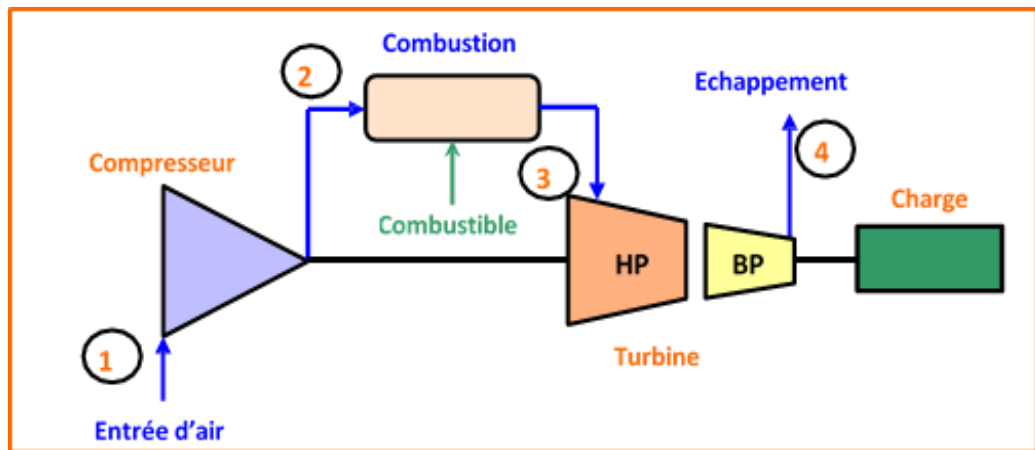 Combustion
2
Echappement
Compresseur
4
3
Charge
Combustible
HP
BP
1
Turbine
Entrée d'air